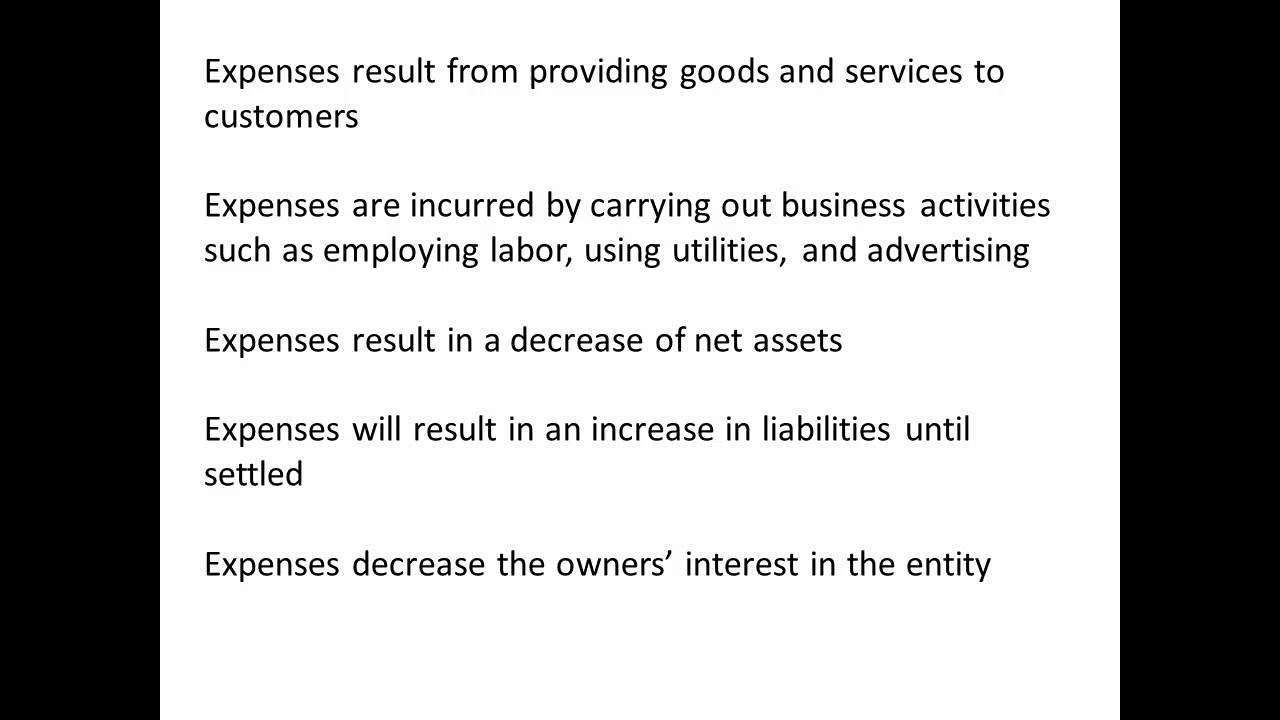 Expenses result from providing goods and services to
customers
Expenses are incurred by carrying out business activities
such as employing labor, using utilities, and advertising
Expenses result in a decrease of net assets
Expenses will result in an increase in liabilities until
settled
Expenses decrease the owners’ interest in the entity